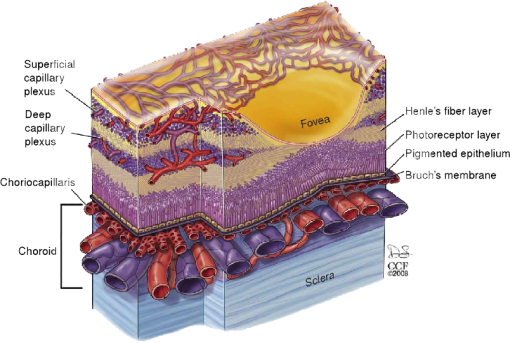 Superficial
capillary
plexus
Deep
capillary
plexus
Choriocapillaris
Choroid
Fovea
Henle's fiber layer
Photoreceptor layer
Pigmented epithelium
Bruch's membrane
Sclera
CCF
©2008